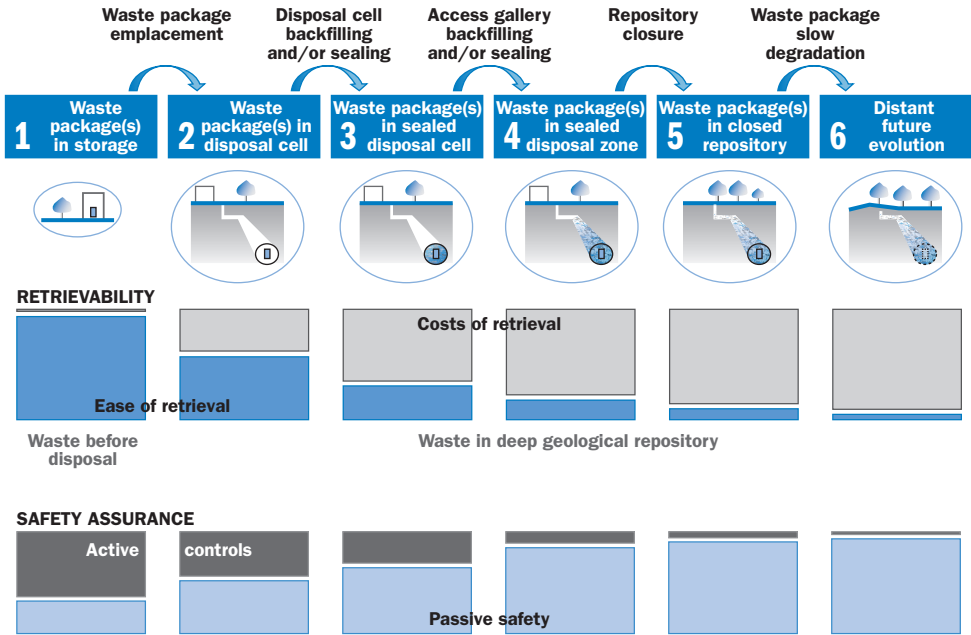 Waste package
emplacement
Disposal cell
backfilling
and/or sealing
Access gallery
backfilling
and/or sealing
Repository
closure
Waste package
slow
degradation
1 Waste
package(s)
in storage
2 Waste
package(s) in
disposal cell
3 Waste package(s)
in sealed
disposal cell
4 Waste package(s)
in sealed
disposal zone
5 Waste package(s)
in closed
repository
6 Distant
future
evolution
RETRIEVABILITY
Costs of retrieval
Ease of retrieval
Waste before
disposal
Waste in deep geological repository
SAFETY ASSURANCE
Active controls
Passive safety